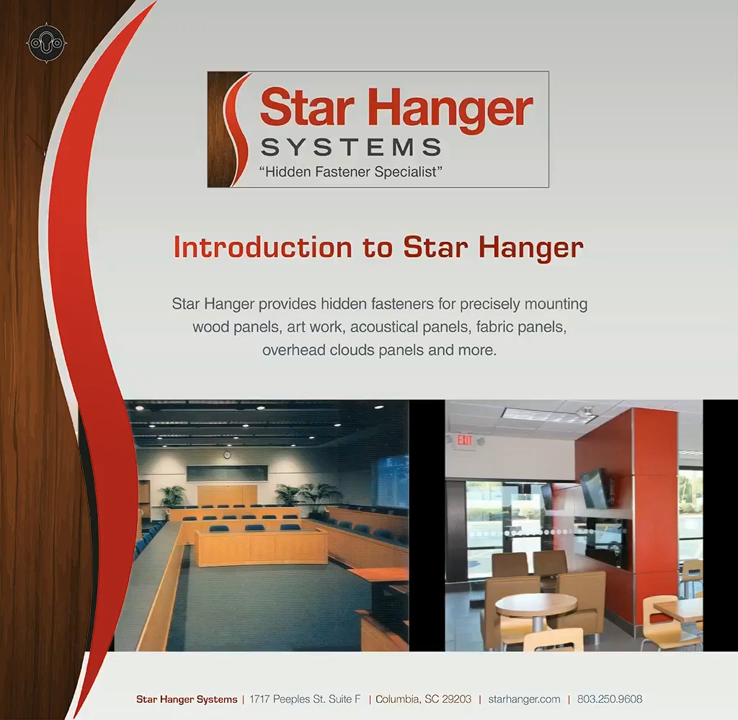 Star Hanger
SYSTEMS
“Hidden Fastener Specialist”
Introduction to Star Hanger
Star Hanger provides hidden fasteners for precisely mounting
wood panels, art work, acoustical panels, fabric panels,
overhead clouds panels and more.
EXIT
Star Hanger Systems | 1717 Peeples St. Suite F | Columbia, SC 29203 | starhanger.com | 803.250.9608